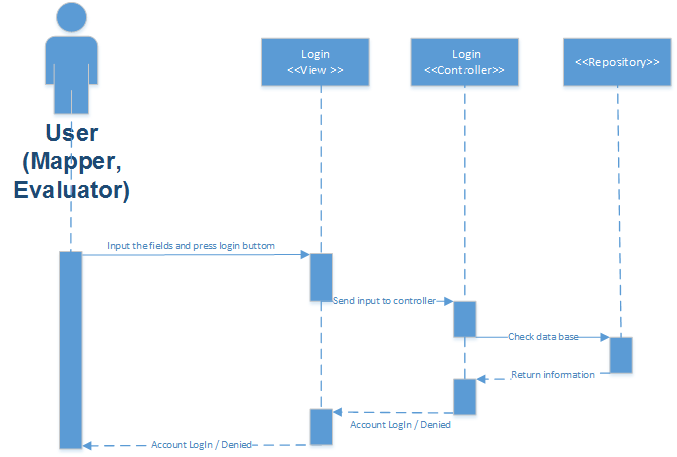 Login
<<View >>
Login
<<Controller>>
<<Repository>>
User
(Mapper,
Evaluator)
Input the fields and press login buttom
Send input to controller
Check data base
Return information
Account LogIn / Denied
Account LogIn / Denied